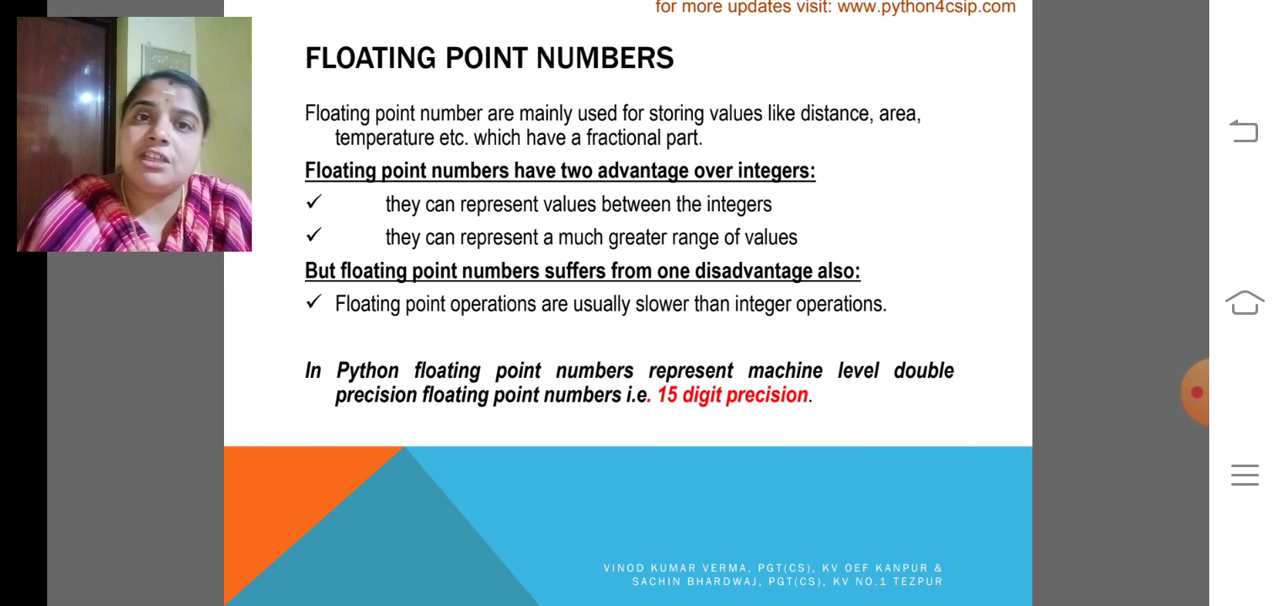 for more updates visit: www.python4csip.com
FLOATING POINT NUMBERS
Floating point number are mainly used for storing values like distance, area,
temperature etc. which have a fractional part.
Floating point numbers have two advantage over integers:
✓ they can represent values between the integers
✓ they can represent a much greater range of values
But floating point numbers suffers from one disadvantage also:
✓ Floating point operations are usually slower than integer operations.
In Python floating point numbers represent machine level double
precision floating point numbers i.e. 15 digit precision.
VINOD KUMAR VERMA, PGT(CS), KV OEF KANPUR &
SACHIN BHARDWAJ, PGT(CS), KV NO.1 TEZPUR